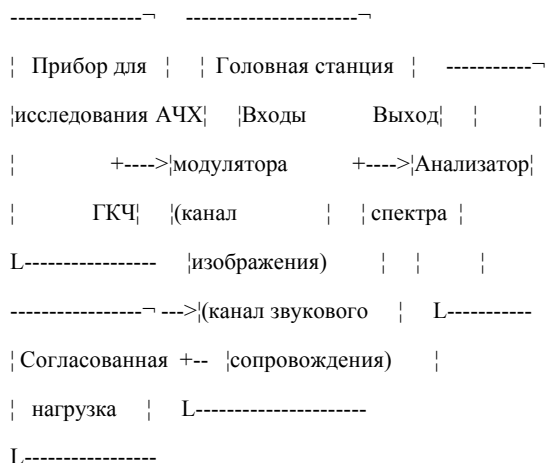 -----------------¬ ----------------------¬
¦ Прибор для ¦ ¦ Головная станция ¦ -----------¬
¦исследования АЧХ¦ ¦Входы Выход¦ ¦ ¦
¦ +---->¦модулятора +---->¦Анализатор¦
¦ ГКЧ¦ ¦(канал ¦ ¦ спектра ¦
L----------------- ¦изображения) ¦ ¦ ¦
-----------------¬ --->¦(канал звукового ¦ L-----------
¦ Согласованная +-- ¦сопровождения) ¦
¦ нагрузка ¦ L----------------------
L-----------------